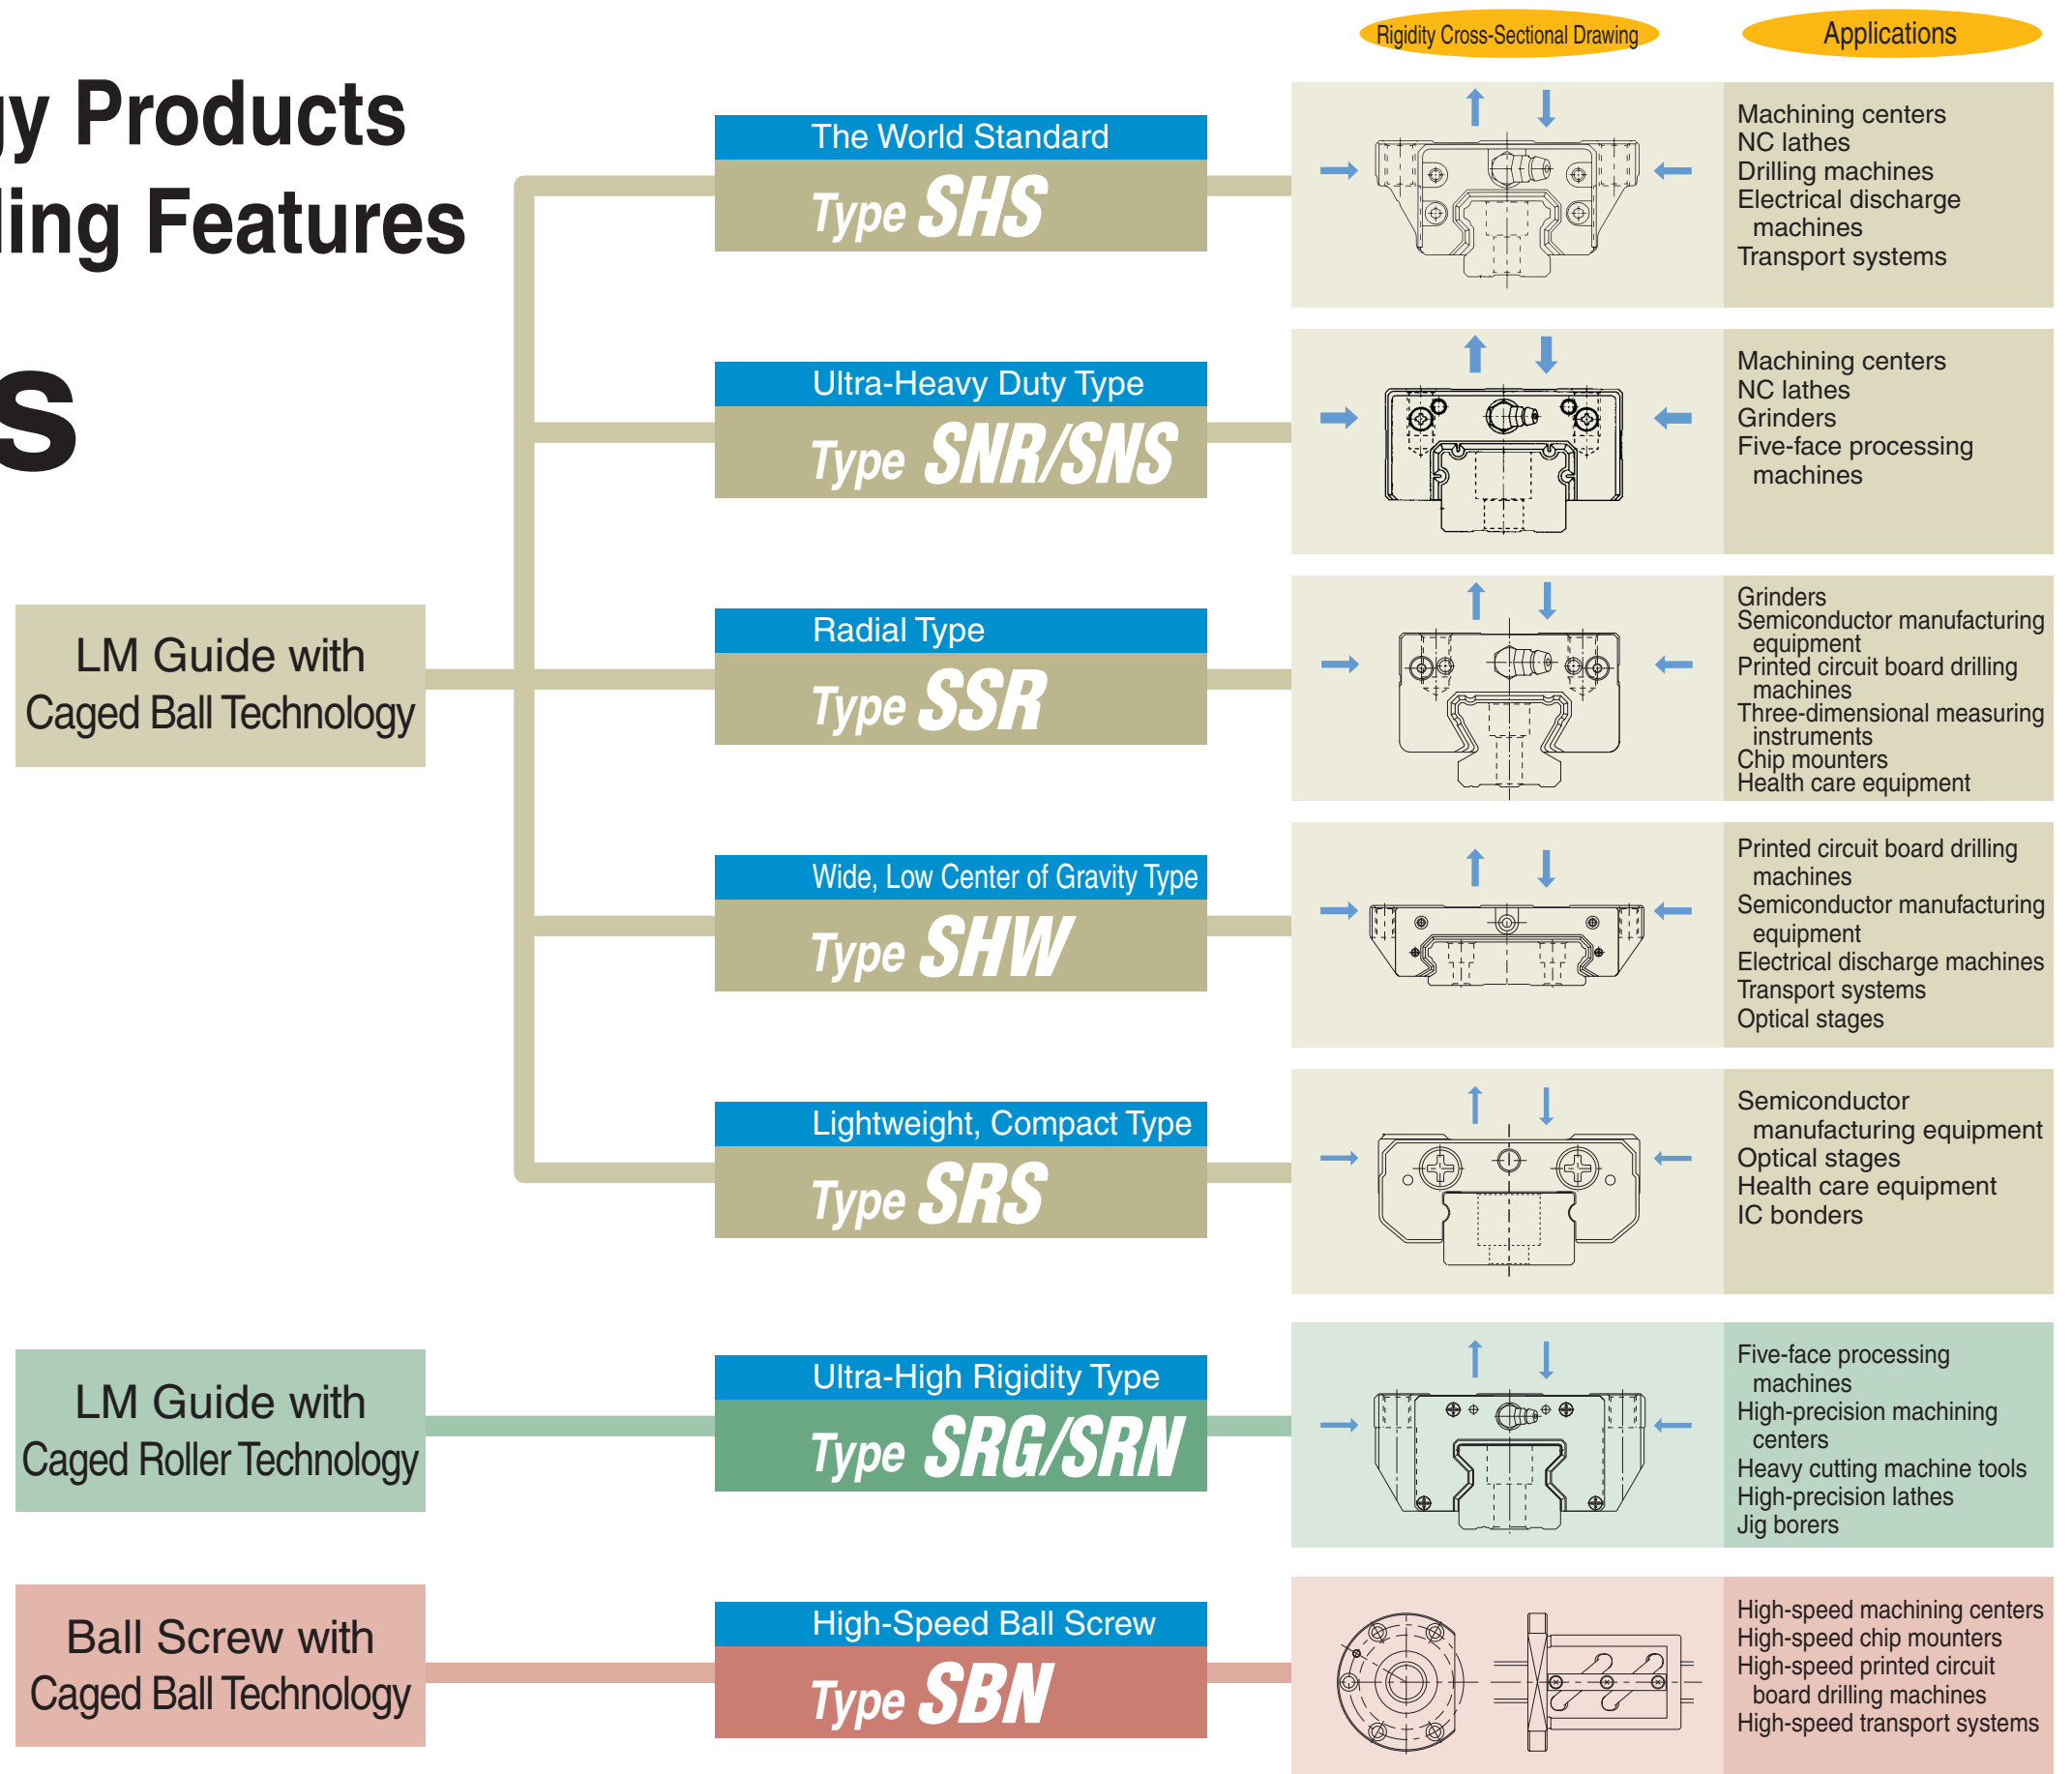 Rigidity Cross-Sectional Drawing
Applications
Products
Features
The World Standard
Type SHS
Machining centers
NC lathes
Drilling machines
Electrical discharge
machines
Transport systems
Ultra-Heavy Duty Type
Type SNR/SNS
Machining centers
NC lathes
Grinders
Five-face processing
machines
LM Guide with
Caged Ball Technology
Radial Type
Type SSR
Grinders
Semiconductor manufacturing
equipment
Printed circuit board drilling
machines
Three-dimensional measuring
instruments
Chip mounters
Health care equipment
Wide, Low Center of Gravity Type
Type SHW
Printed circuit board drilling
machines
Semiconductor manufacturing
equipment
Electrical discharge machines
Transport systems
Optical stages
Lightweight, Compact Type
Type SRS
Semiconductor
manufacturing equipment
Optical stages
Health care equipment
IC bonders
LM Guide with
Caged Roller Technology
Ultra-High Rigidity Type
Type SRG/SRN
Five-face processing
machines
High-precision machining
centers
Heavy cutting machine tools
High-precision lathes
Jig borers
Ball Screw with
Caged Ball Technology
High-Speed Ball Screw
Type SBN
High-speed machining centers
High-speed chip mounters
High-speed printed circuit
board drilling machines
High-speed transport systems